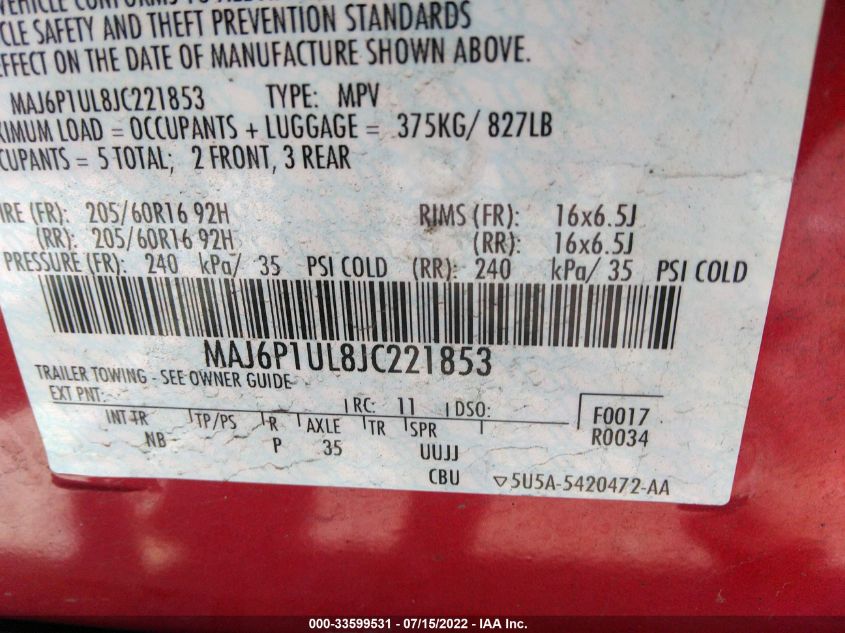 VEHICLE CONFORMS TO
CLE SAFETY AND THEFT PREVENTION STANDARDS
EFFECT ON THE DATE OF MANUFACTURE SHOWN ABOVE.
MAJ6P1UL8JC221853 TYPE: MPV
XIMUM LOAD = OCCUPANTS + LUGGAGE = 375KG/ 827LB
CUPANTS = 5 TOTAL; 2 FRONT, 3 REAR
IRE (FR): 205/60R16 92H RIMS (FR): 16x6.5J
(RR): 205/60R16 92H (RR): 16x6.5J
PRESSURE (FR): 240 kPa/ 35 PSI COLD (RR): 240 kPa/ 35 PSI COLD
MAJ6P1UL8JC221853
TRAILER TOWING - SEE OWNER GUIDE
EXT PNT: RC: 11 DSO:
F0017
R0034
INT TR TP/PS R AXLE TR SPR
NB P 35 UUJJ
CBU ▽5U5A-5420472-AA
000-33599531 - 07/15/2022 - IAA Inc.